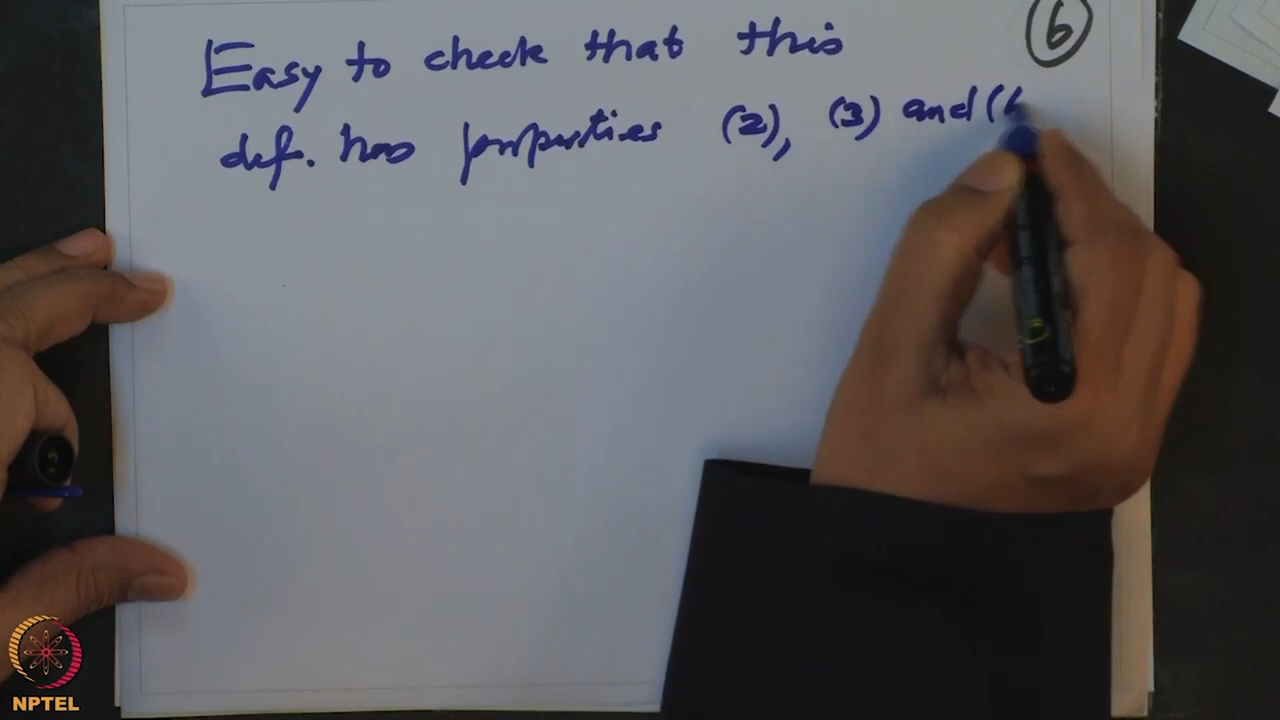 6
Easy to check that this
def. has properties (2), (3) and (
NPTEL